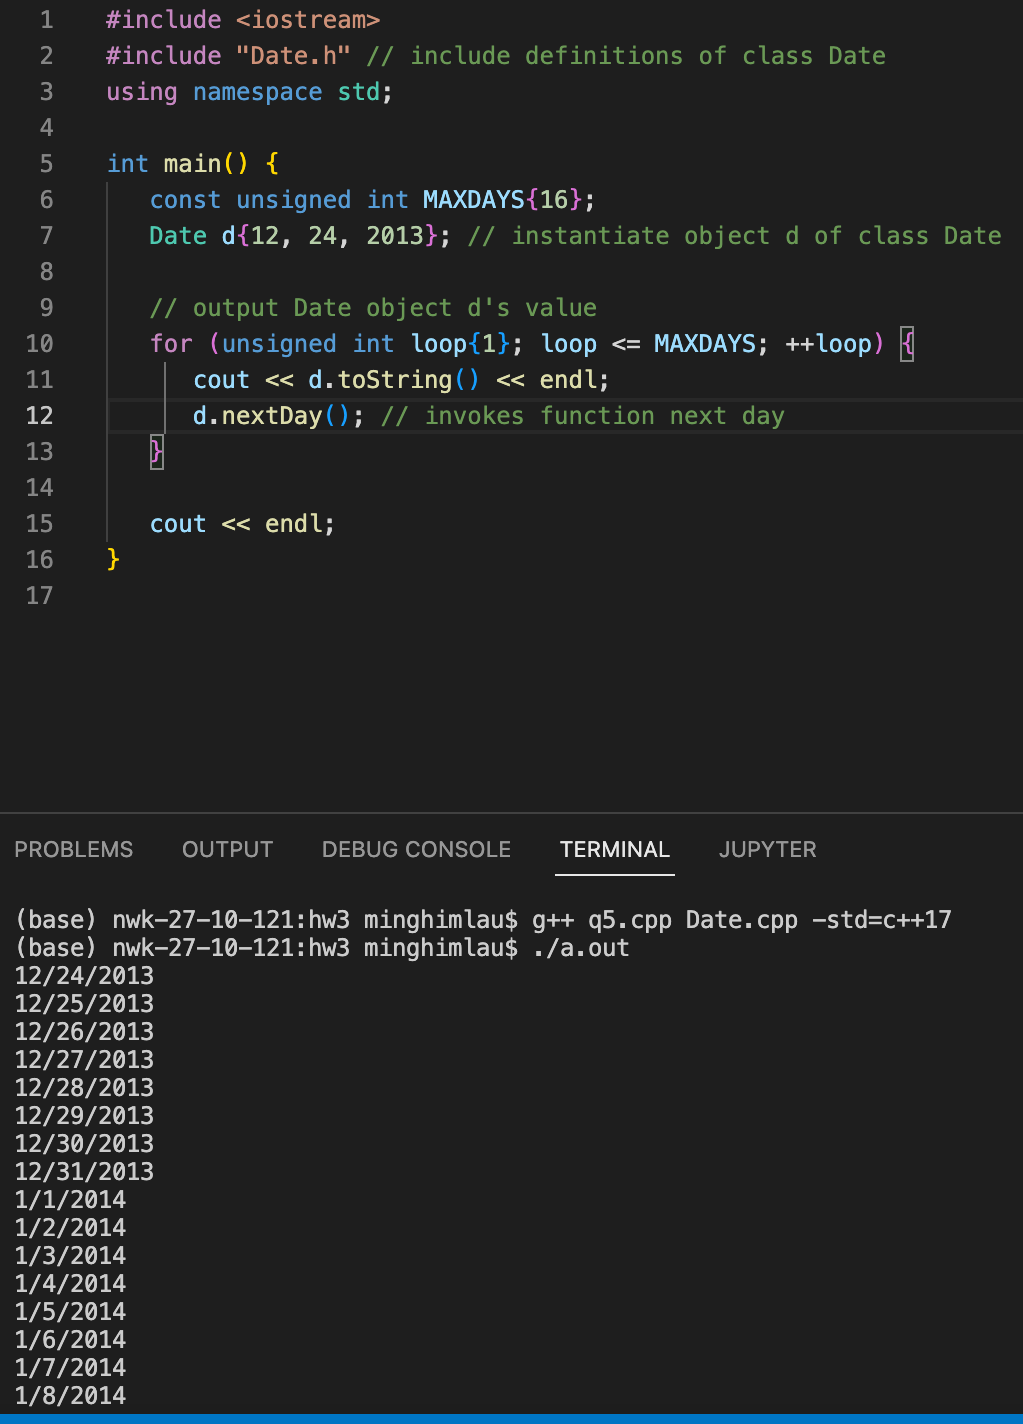 1 #include <iostream>
2 #include "Date.h" // include definitions of class Date
3 using namespace std;
4
5 int main() {
6 const unsigned int MAXDAYS{16};
7 Date d{12, 24, 2013}; // instantiate object d of class Date
8
9 // output Date object d's value
10 for (unsigned int loop{1}; loop <= MAXDAYS; ++loop) {
11 cout << d.toString() << endl;
12 d.nextDay(); // invokes function next day
13 }
14
15 cout << endl;
16 }
17
PROBLEMS OUTPUT DEBUG CONSOLE TERMINAL JUPYTER
(base) nwk-27-10-121:hw3 minghimlau$ g++ q5.cpp Date.cpp -std=c++17
(base) nwk-27-10-121:hw3 minghimlau$ ./a.out
12/24/2013
12/25/2013
12/26/2013
12/27/2013
12/28/2013
12/29/2013
12/30/2013
12/31/2013
1/1/2014
1/2/2014
1/3/2014
1/4/2014
1/5/2014
1/6/2014
1/7/2014
1/8/2014